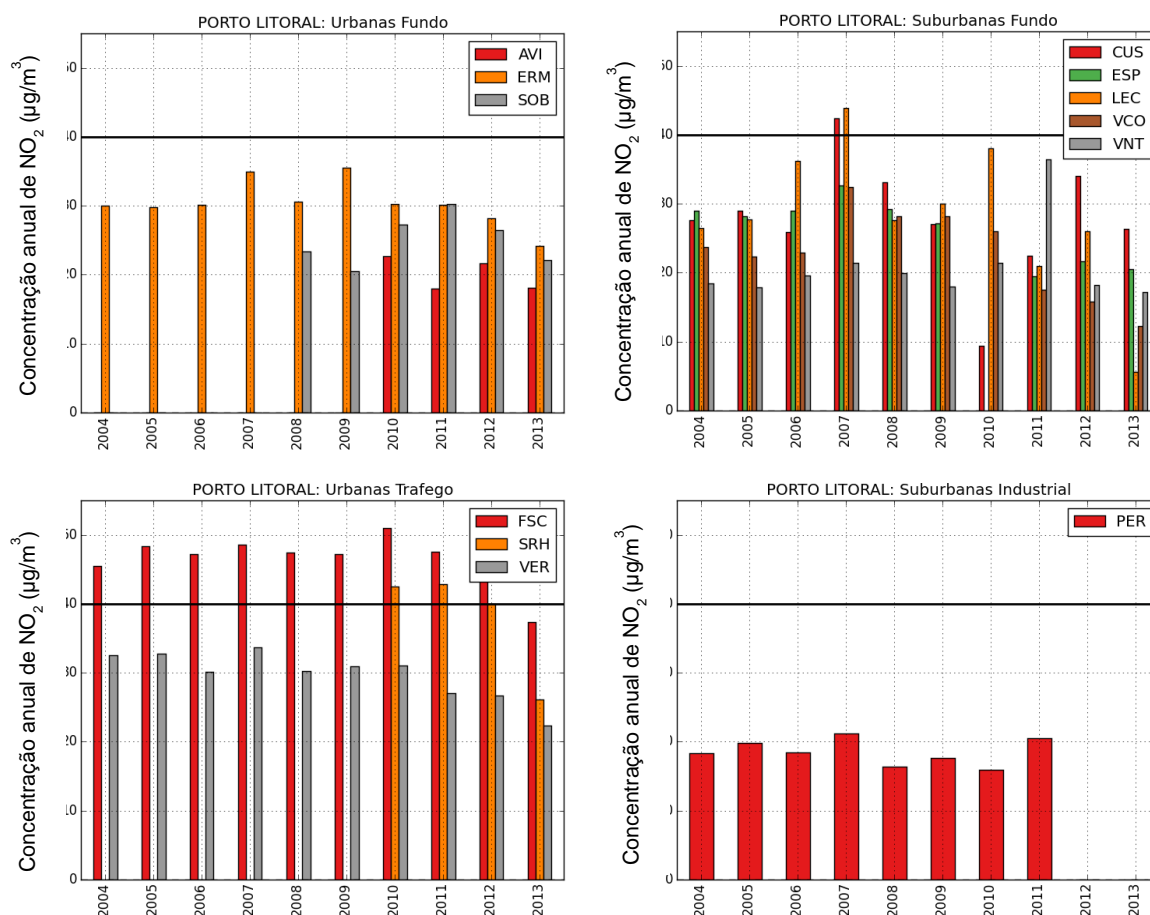 PORTO LITORAL: Urbanas Fundo
Concentração anual de NO₂ (µg/m³)
50
40
30
20
10
0
AVI
ERM
SOB
2004
2005
2006
2007
2008
2009
2010
2011
2012
2013
PORTO LITORAL: Suburbanas Fundo
Concentração anual de NO₂ (µg/m³)
50
40
30
20
10
0
CUS
ESP
LEC
VCO
VNT
2004
2005
2006
2007
2008
2009
2010
2011
2012
2013
PORTO LITORAL: Urbanas Trafego
Concentração anual de NO₂ (µg/m³)
50
40
30
20
10
0
FSC
SRH
VER
2004
2005
2006
2007
2008
2009
2010
2011
2012
2013
PORTO LITORAL: Suburbanas Industrial
Concentração anual de NO₂ (µg/m³)
0
PER
2004
2005
2006
2007
2008
2009
2010
2011
2012
2013